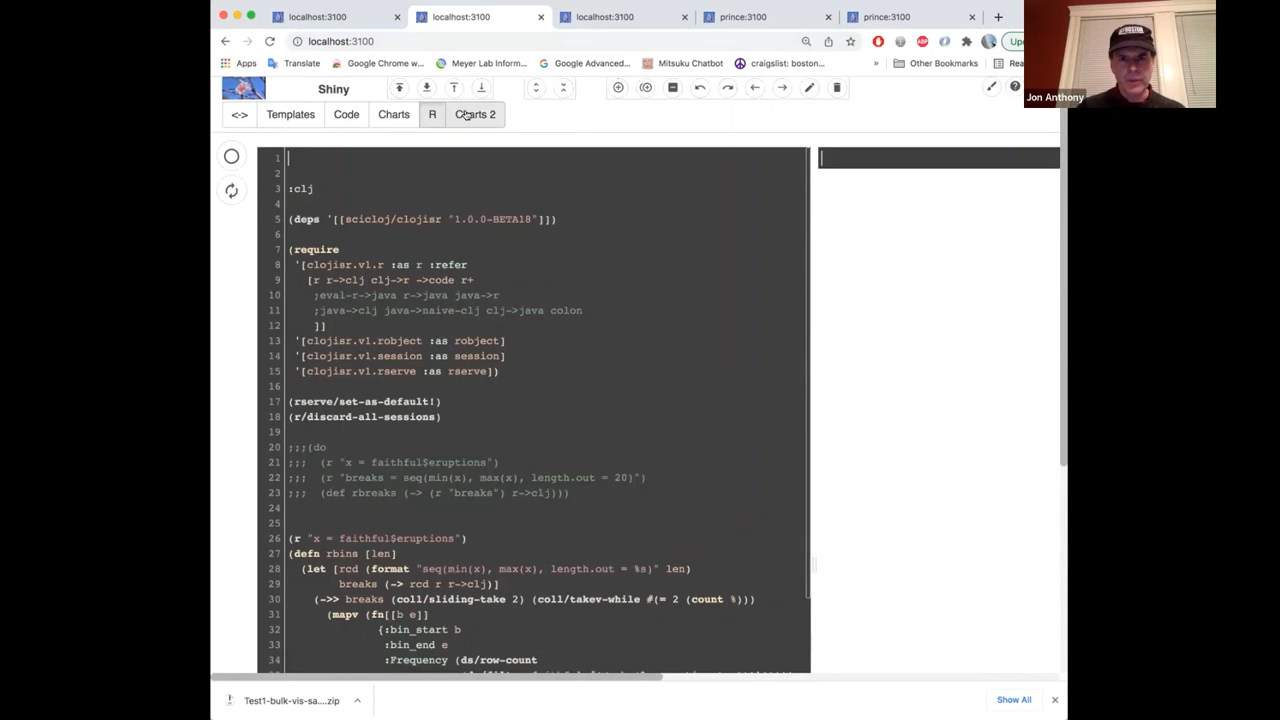 localhost:3100
localhost:3100
localhost:3100
prince:3100
prince:3100
localhost:3100
Apps
Translate
Google Chrome w...
Meyer Lab Inform...
Google Advanced...
Mitsuku Chatbot
craigslist: boston...
Other Bookmarks
Jon Anthony
Shiny
<->
Templates
Code
Charts
R
Charts 2
1
2
3 :clj
4
5 (deps '[[scicloj/clojisr "1.0.0-BETA18"]])
6
7 (require
8 '[clojisr.v1.r :as r :refer
9 [r r->clj clj->r ->code r+
10 ;eval-r->java r->java java->r
11 ;java->clj java->naive-clj clj->java colon
12 ]]
13 '[clojisr.v1.robject :as robject]
14 '[clojisr.v1.session :as session]
15 '[clojisr.v1.rserve :as rserve])
16
17 (rserve/set-as-default!)
18 (r/discard-all-sessions)
19
20 ;;;(do
21 ;;; (r "x = faithful$eruptions")
22 ;;; (r "breaks = seq(min(x), max(x), length.out = 20)")
23 ;;; (def rbreaks (-> (r "breaks") r->clj)))
24
25
26 (r "x = faithful$eruptions")
27 (defn rbins [len]
28 (let [rcd (format "seq(min(x), max(x), length.out = %s)" len)
29 breaks (-> rcd r r->clj)]
30 (->> breaks (coll/sliding-take 2) (coll/takev-while #(= 2 (count %)))
31 (mapv (fn[[b e]]
32 {:bin_start b
33 :bin_end e
34 :Frequency (ds/row-count
Test1-bulk-vis-sa....zip
Show All